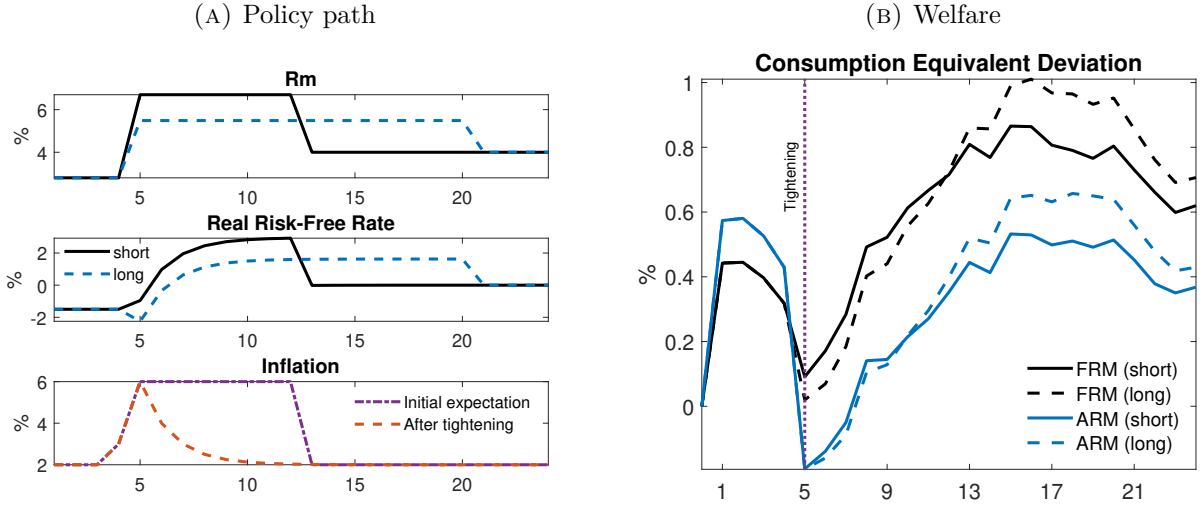 (A) Policy path
Rm
%
6
4
5 10 15 20
Real Risk-Free Rate
%
2
0
-2
short
long
5 10 15 20
Inflation
%
6
4
2
Initial expectation
After tightening
5 10 15 20
(B) Welfare
Consumption Equivalent Deviation
%
1
0.8
0.6
0.4
0.2
0
Tightening
FRM (short)
FRM (long)
ARM (short)
ARM (long)
1 5 9 13 17 21